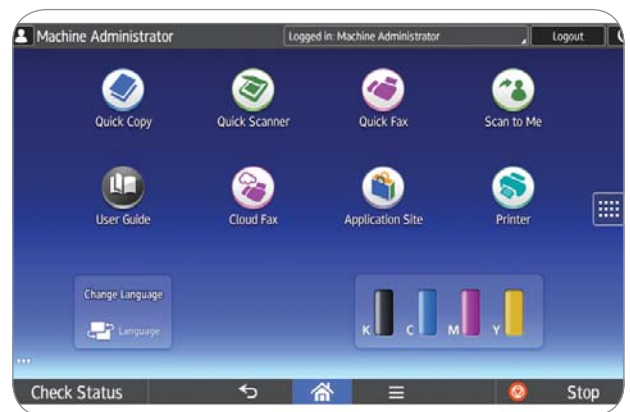 Machine Administrator
Logged in: Machine Administrator
Logout
Quick Copy
Quick Scanner
Quick Fax
Scan to Me
User Guide
Cloud Fax
Application Site
Printer
Change Language
Language
K C M Y
Check Status
Stop